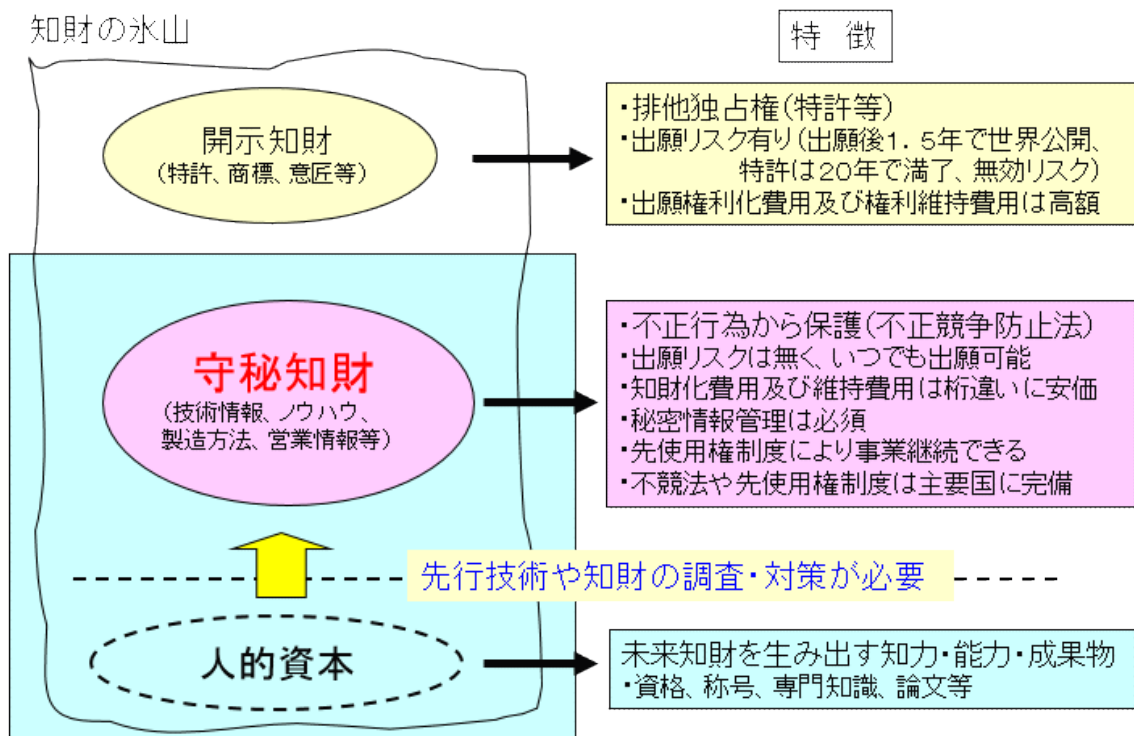 知財の氷山
特 徴
開示知財
(特許、商標、意匠等)
・排他独占権(特許等)
・出願リスク有り(出願後1.5年で世界公開、
特許は20年で満了、無効リスク)
・出願権利化費用及び権利維持費用は高額
守秘知財
(技術情報、ノウハウ、
製造方法、営業情報等)
・不正行為から保護(不正競争防止法)
・出願リスクは無く、いつでも出願可能
・知財化費用及び維持費用は桁違いに安価
・秘密情報管理は必須
・先使用権制度により事業継続できる
・不競法や先使用権制度は主要国に完備
先行技術や知財の調査・対策が必要
人的資本
未来知財を生み出す知力・能力・成果物
・資格、称号、専門知識、論文等